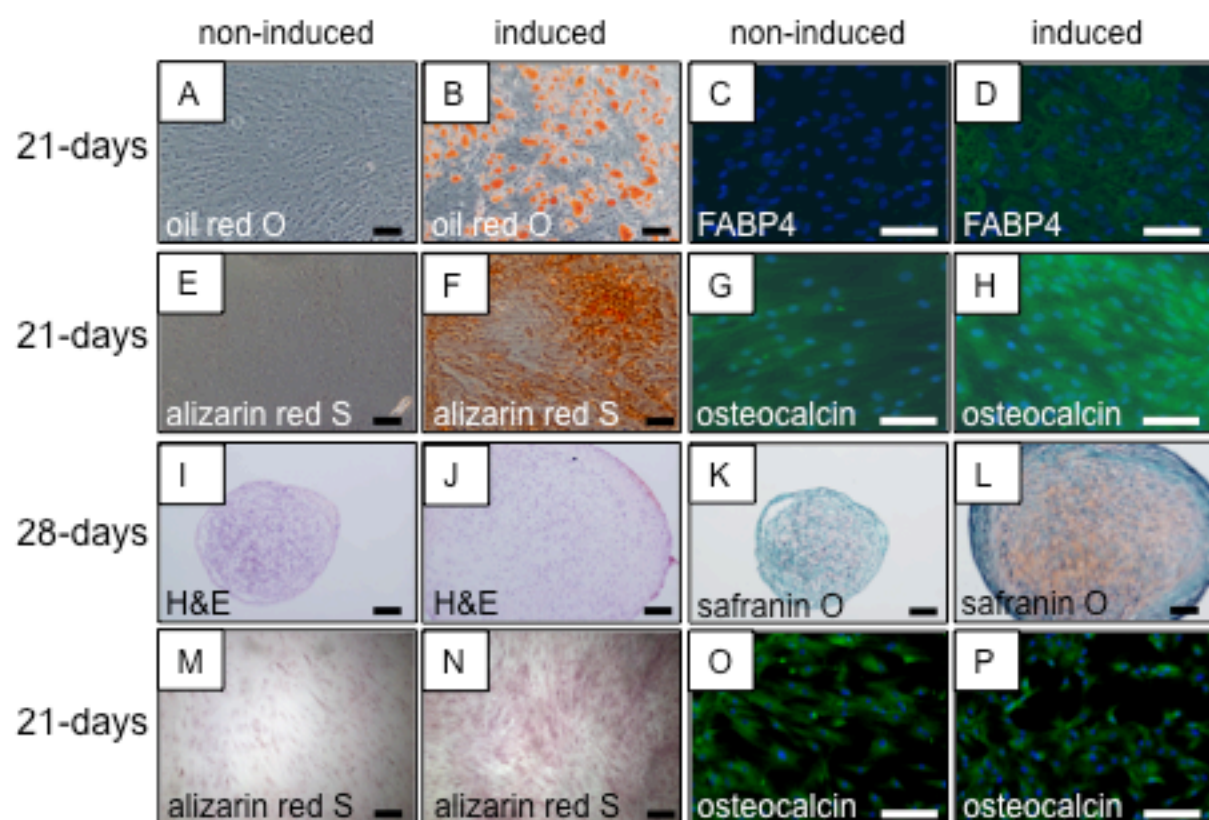 non-induced induced non-induced induced
21-days
A B C D
oil red O oil red O FABP4 FABP4
21-days
E F G H
alizarin red S alizarin red S osteocalcin osteocalcin
28-days
I J K L
H&E H&E safranin O safranin O
21-days
M N O P
alizarin red S alizarin red S osteocalcin osteocalcin